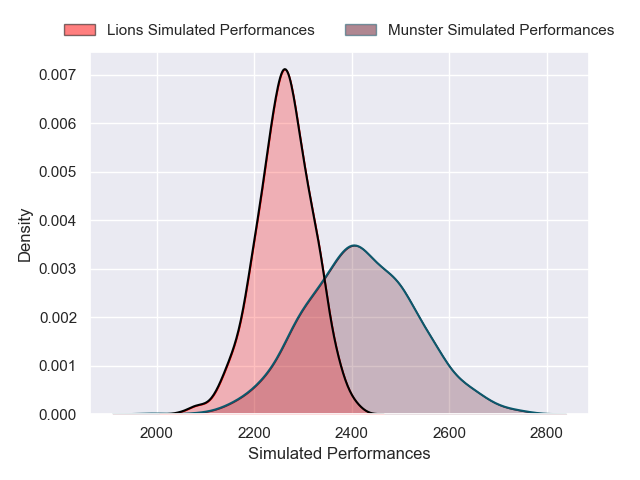 Lions Simulated Performances Munster Simulated Performances
0.007
0.006
0.005
0.004
0.003
0.002
0.001
0.000
Density
2000 2200 2400 2600 2800
Simulated Performances